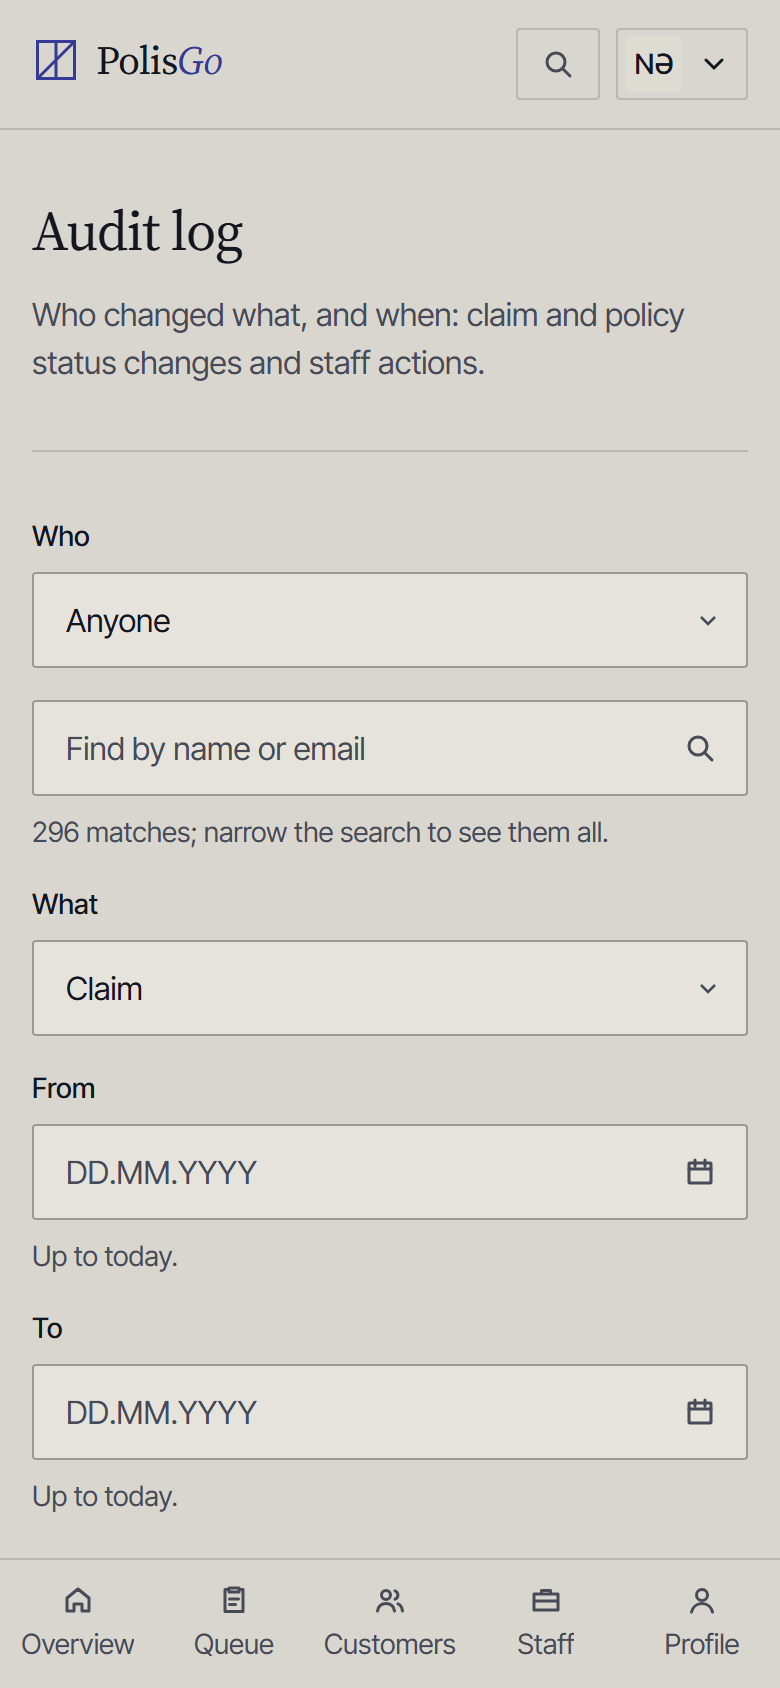 PolisGo
NƏ
Audit log
Who changed what, and when: claim and policy
status changes and staff actions.
Who
Anyone
Find by name or email
296 matches; narrow the search to see them all.
What
Claim
From
DD.MM.YYYY
Up to today.
To
DD.MM.YYYY
Up to today.
Overview
Queue
Customers
Staff
Profile